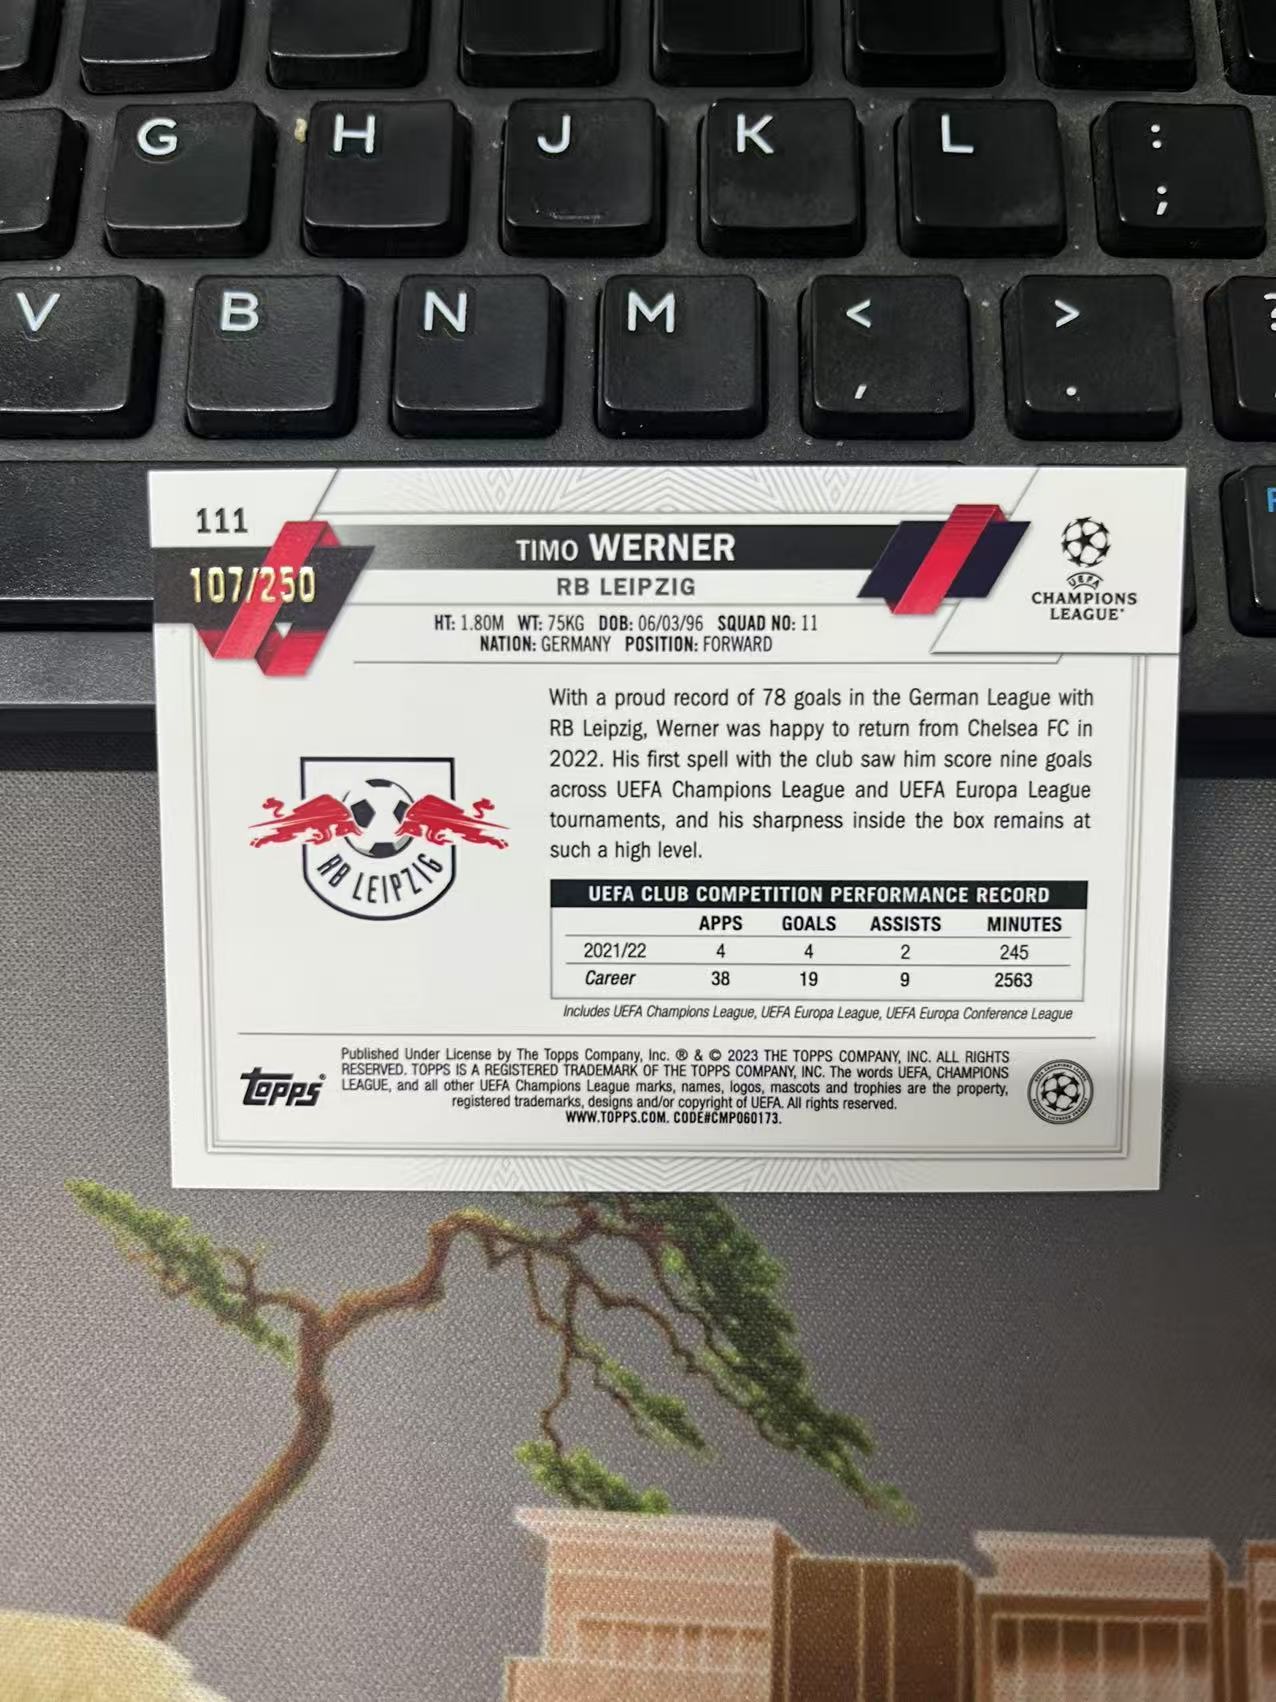 G H J K L : ;
V B N M < , > . ?
111
107/250
TIMO WERNER
RB LEIPZIG
HT: 1.80M WT: 75KG DOB: 06/03/96 SQUAD NO: 11
NATION: GERMANY POSITION: FORWARD
UEFA
CHAMPIONS
LEAGUE
With a proud record of 78 goals in the German League with
RB Leipzig, Werner was happy to return from Chelsea FC in
2022. His first spell with the club saw him score nine goals
across UEFA Champions League and UEFA Europa League
tournaments, and his sharpness inside the box remains at
such a high level.
RB LEIPZIG
UEFA CLUB COMPETITION PERFORMANCE RECORD
APPS GOALS ASSISTS MINUTES
2021/22 4 4 2 245
Career 38 19 9 2563
Includes UEFA Champions League, UEFA Europa League, UEFA Europa Conference League
Topps®
Published Under License by The Topps Company, Inc. ® & © 2023 THE TOPPS COMPANY, INC. ALL RIGHTS
RESERVED. TOPPS IS A REGISTERED TRADEMARK OF THE TOPPS COMPANY, INC. The words UEFA, CHAMPIONS
LEAGUE, and all other UEFA Champions League marks, names, logos, mascots and trophies are the property,
registered trademarks, designs and/or copyright of UEFA. All rights reserved.
WWW.TOPPS.COM. CODE#CMP060173.